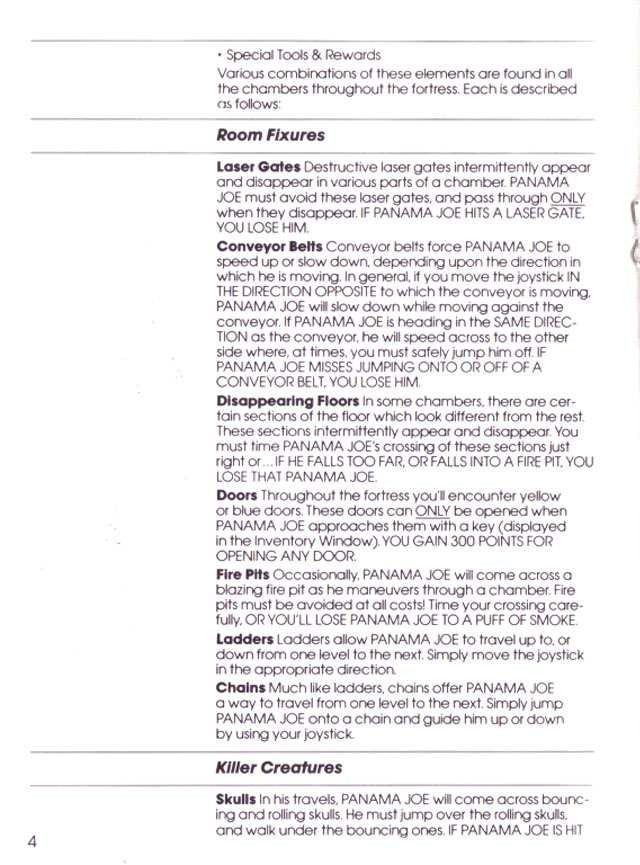 • Special Tools & Rewards
Various combinations of these elements are found in all
the chambers throughout the fortress. Each is described
as follows:
Room Fixures
Laser Gates Destructive laser gates intermittently appear
and disappear in various parts of a chamber. PANAMA
JOE must avoid these laser gates, and pass through ONLY
when they disappear. IF PANAMA JOE HITS A LASER GATE,
YOU LOSE HIM.
Conveyor Belts Conveyor belts force PANAMA JOE to
speed up or slow down, depending upon the direction in
which he is moving. In general, if you move the joystick IN
THE DIRECTION OPPOSITE to which the conveyor is moving,
PANAMA JOE will slow down while moving against the
conveyor. If PANAMA JOE is heading in the SAME DIREC-
TION as the conveyor, he will speed across to the other
side where, at times, you must safely jump him off. IF
PANAMA JOE MISSES JUMPING ONTO OR OFF OF A
CONVEYOR BELT, YOU LOSE HIM.
Disappearing Floors In some chambers, there are cer-
tain sections of the floor which look different from the rest.
These sections intermittently appear and disappear. You
must time PANAMA JOE's crossing of these sections just
right or... IF HE FALLS TOO FAR, OR FALLS INTO A FIRE PIT, YOU
LOSE THAT PANAMA JOE.
Doors Throughout the fortress you'll encounter yellow
or blue doors. These doors can ONLY be opened when
PANAMA JOE approaches them with a key (displayed
in the Inventory Window). YOU GAIN 300 POINTS FOR
OPENING ANY DOOR.
Fire Pits Occasionally, PANAMA JOE will come across a
blazing fire pit as he maneuvers through a chamber. Fire
pits must be avoided at all costs! Time your crossing care-
fully, OR YOU'LL LOSE PANAMA JOE TO A PUFF OF SMOKE.
Ladders Ladders allow PANAMA JOE to travel up to, or
down from one level to the next. Simply move the joystick
in the appropriate direction.
Chains Much like ladders, chains offer PANAMA JOE
a way to travel from one level to the next. Simply jump
PANAMA JOE onto a chain and guide him up or down
by using your joystick.
Killer Creatures
Skulls In his travels, PANAMA JOE will come across bounc-
ing and rolling skulls. He must jump over the rolling skulls,
and walk under the bouncing ones. IF PANAMA JOE IS HIT
4